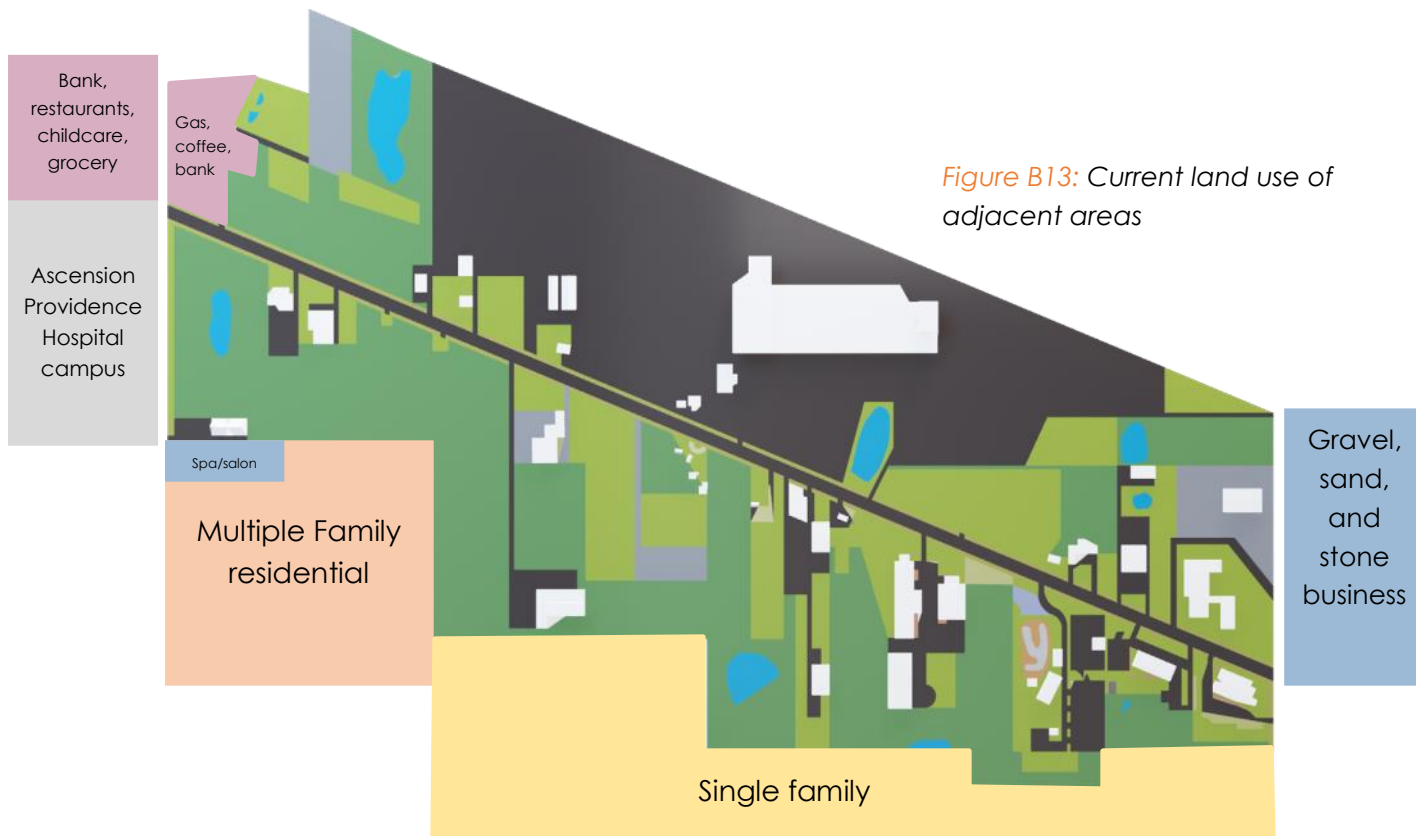 Bank,
restaurants,
childcare,
grocery
Gas,
coffee,
bank
Figure B13: Current land use of
adjacent areas
Ascension
Providence
Hospital
campus
Spa/salon
Multiple Family
residential
Gravel,
sand,
and
stone
business
Single family